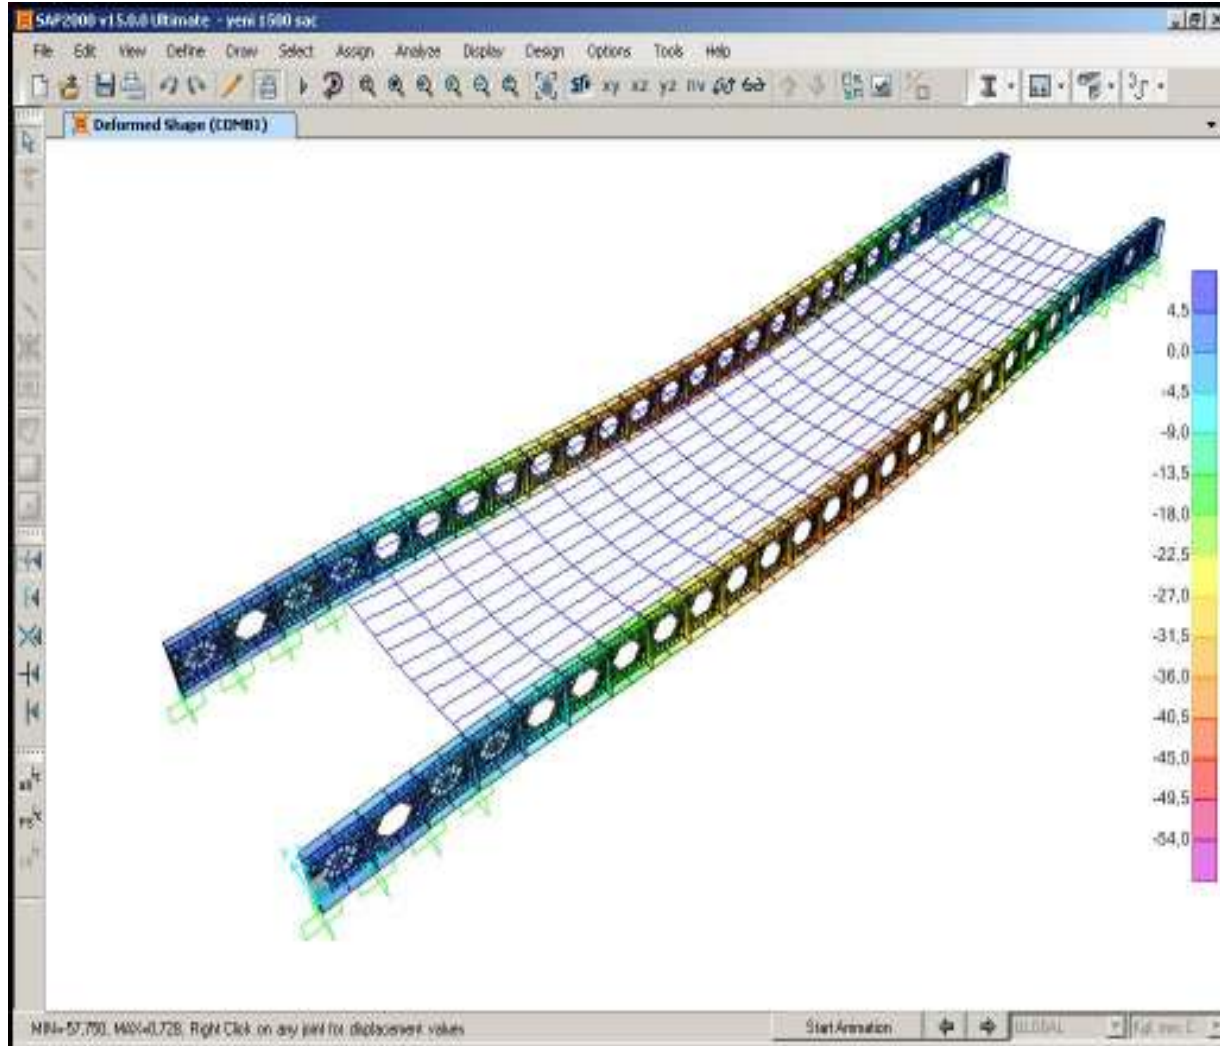 SAP2000 v15.0.0 Ultimate - yeni 1500 sac
File Edit View Define Draw Select Assign Analyze Display Design Options Tools Help
xy xz yz nv
Deformed Shape (COMB1)
4,5
0,0
-4,5
-9,0
-13,5
-18,0
-22,5
-27,0
-31,5
-36,0
-40,5
-45,0
-49,5
-54,0
MIN=-57,780, MAX=0,728, Right Click on any joint for displacement values
Start Animation
GLOBAL